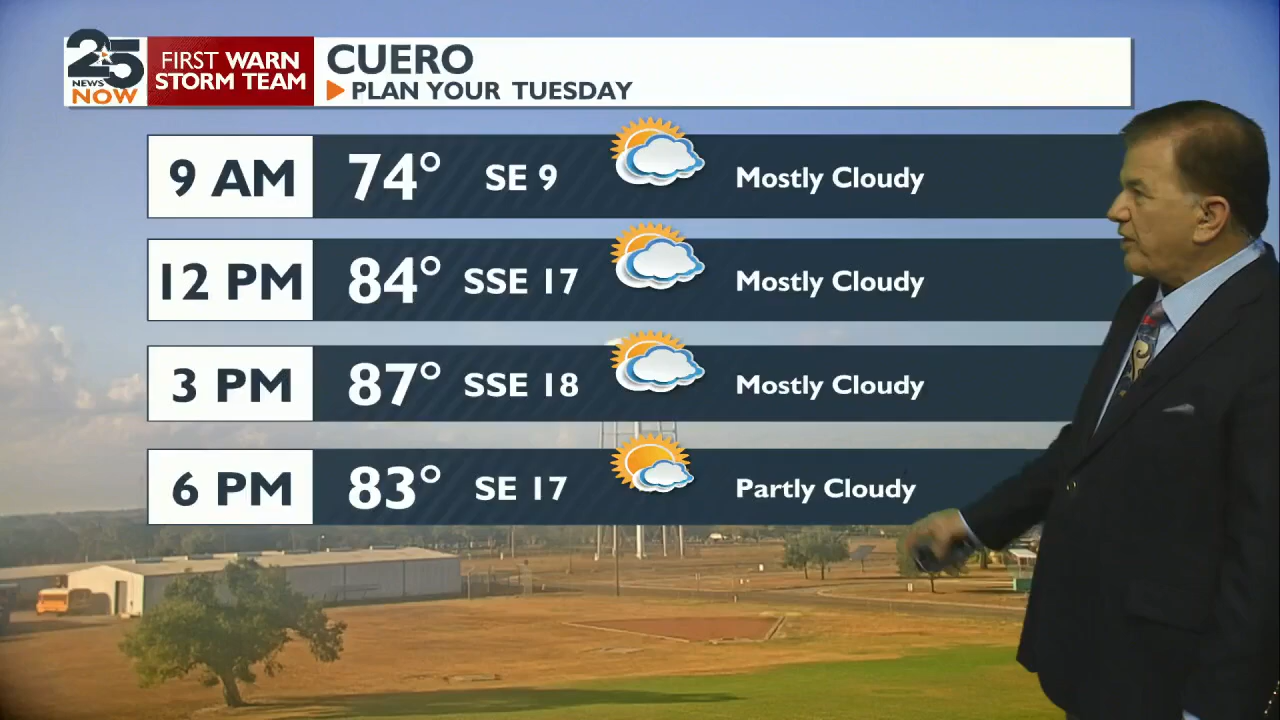 25
NEWS
NOW
FIRST WARN
STORM TEAM
CUERO
PLAN YOUR TUESDAY
9 AM 74° SE 9 Mostly Cloudy
12 PM 84° SSE 17 Mostly Cloudy
3 PM 87° SSE 18 Mostly Cloudy
6 PM 83° SE 17 Partly Cloudy